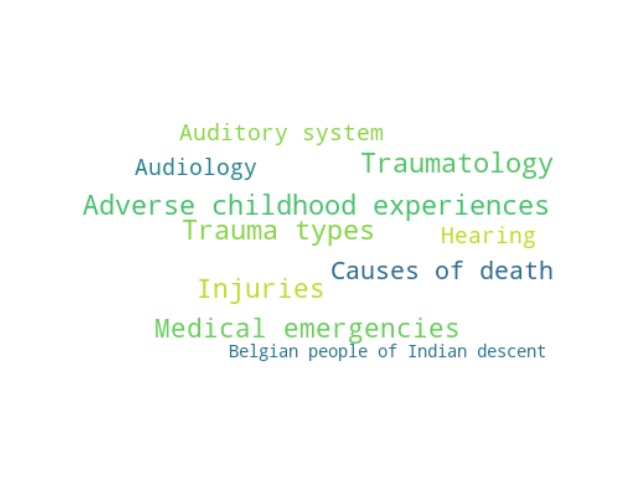 Auditory system
Audiology
Traumatology
Adverse childhood experiences
Trauma types
Hearing
Causes of death
Injuries
Medical emergencies
Belgian people of Indian descent